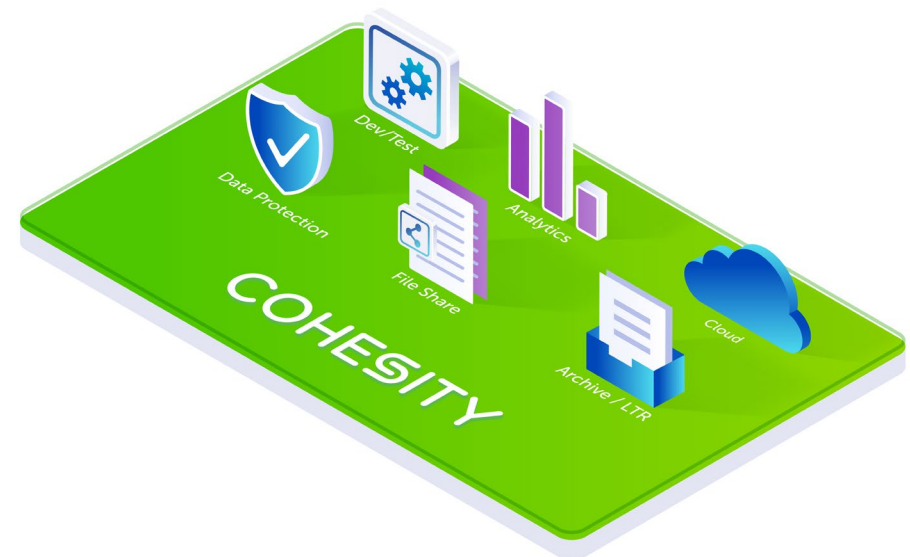 Dev/Test
Data Protection
Analytics
File Share
Cloud
Archive / LTR
COHESITY